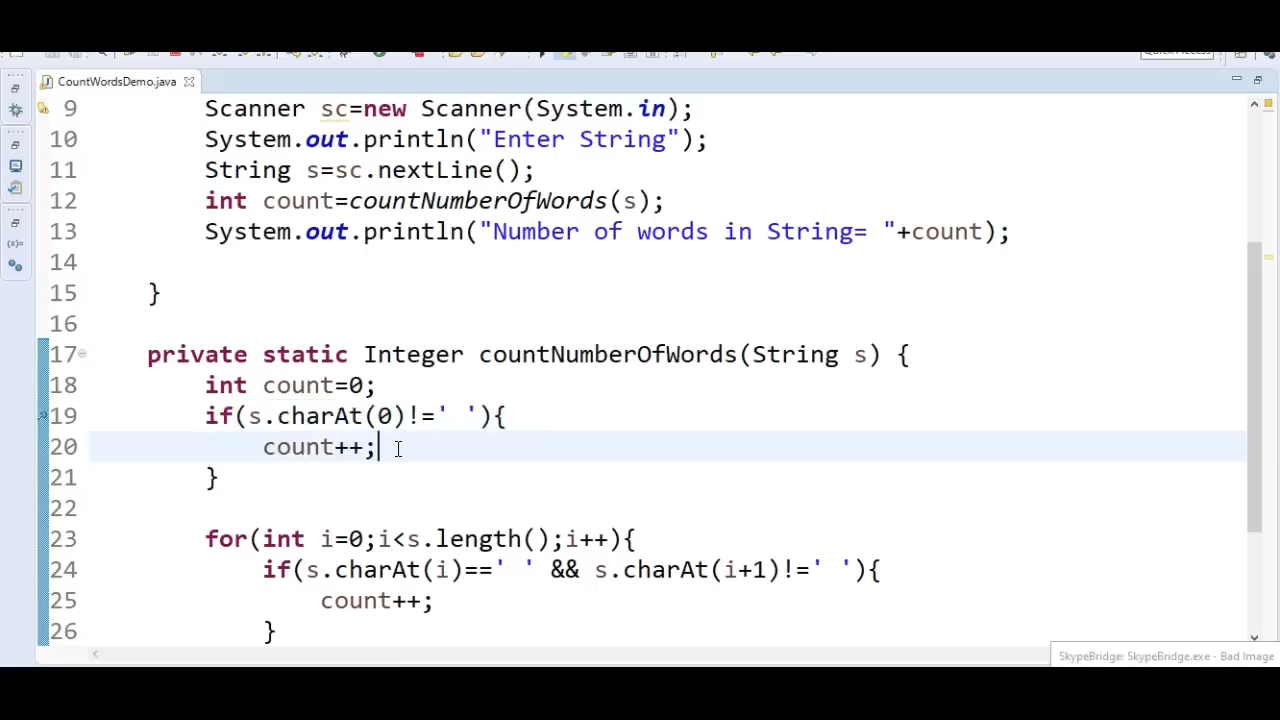 CountWordsDemo.java
9 Scanner sc=new Scanner(System.in);
10 System.out.println("Enter String");
11 String s=sc.nextLine();
12 int count=countNumberOfWords(s);
13 System.out.println("Number of words in String= "+count);
14
15 }
16
17 private static Integer countNumberOfWords(String s) {
18 int count=0;
19 if(s.charAt(0)!=' '){
20 count++;
21 }
22
23 for(int i=0;i<s.length();i++){
24 if(s.charAt(i)==' ' && s.charAt(i+1)!=' '){
25 count++;
26 }
SkypeBridge: SkypeBridge.exe - Bad Image